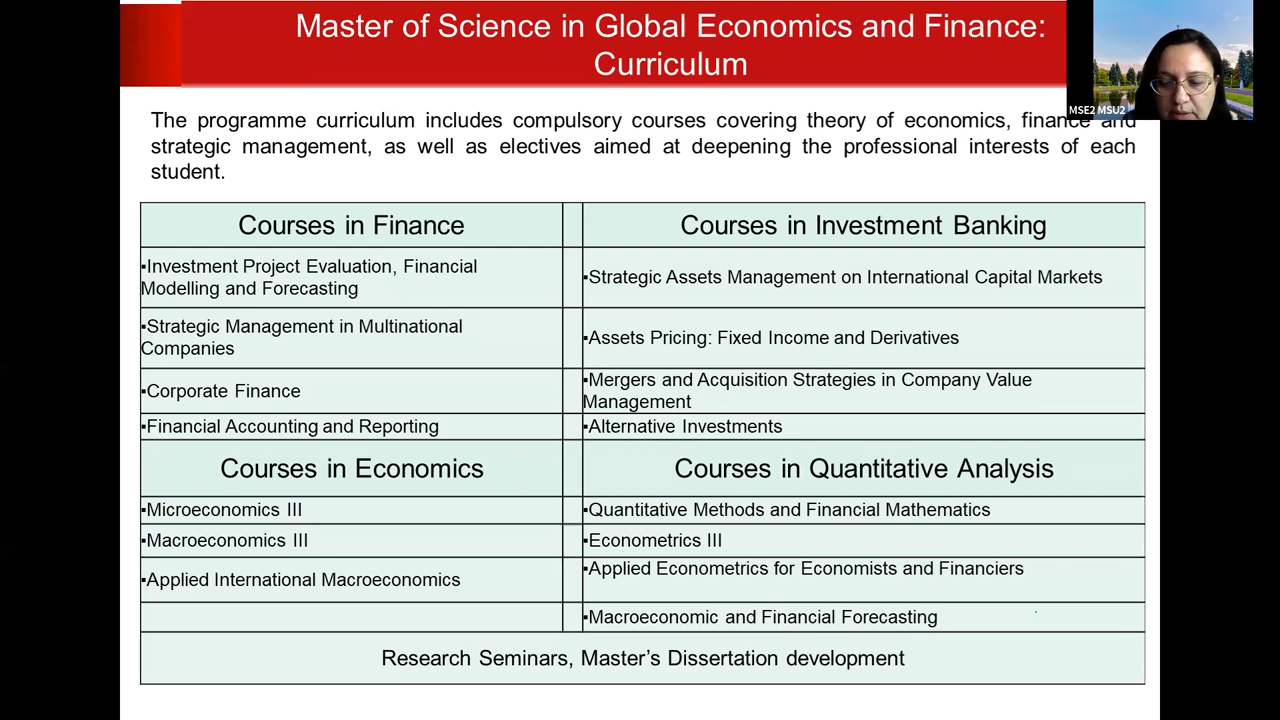 Master of Science in Global Economics and Finance:
Curriculum
MSE2 MSU2
The programme curriculum includes compulsory courses covering theory of economics, finance and
strategic management, as well as electives aimed at deepening the professional interests of each
student.
Courses in Finance
Courses in Investment Banking
▪Investment Project Evaluation, Financial
Modelling and Forecasting
▪Strategic Assets Management on International Capital Markets
▪Strategic Management in Multinational
Companies
▪Assets Pricing: Fixed Income and Derivatives
▪Corporate Finance
▪Mergers and Acquisition Strategies in Company Value
Management
▪Financial Accounting and Reporting
▪Alternative Investments
Courses in Economics
Courses in Quantitative Analysis
▪Microeconomics III
▪Quantitative Methods and Financial Mathematics
▪Macroeconomics III
▪Econometrics III
▪Applied International Macroeconomics
▪Applied Econometrics for Economists and Financiers
▪Macroeconomic and Financial Forecasting
Research Seminars, Master’s Dissertation development